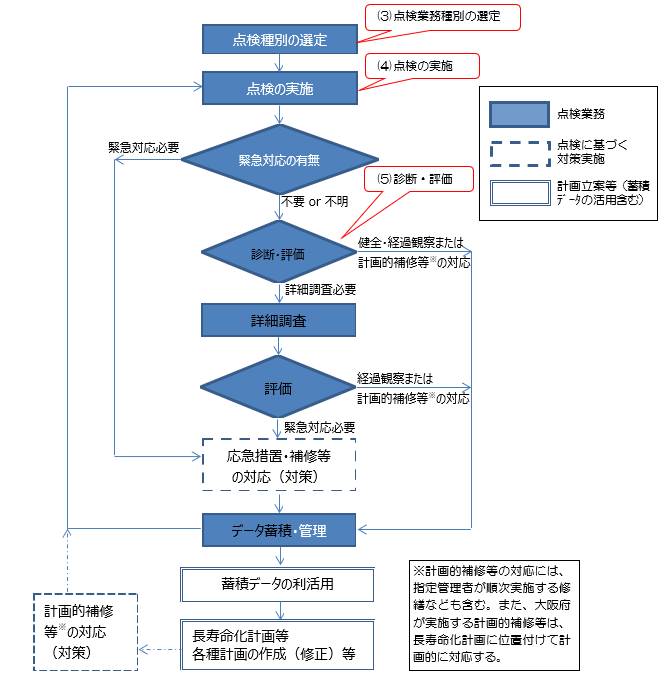 (3)点検業務種別の選定
点検種別の選定
(4)点検の実施
点検の実施
点検業務
点検に基づく
対策実施
計画立案等（蓄積
データの活用含む）
緊急対応必要
緊急対応の有無
(5)診断・評価
不要 or 不明
診断・評価
健全・経過観察または
計画的補修等※の対応
詳細調査必要
詳細調査
評価
経過観察または
計画的補修等※の対応
緊急対応必要
応急措置・補修等
の対応（対策）
データ蓄積・管理
蓄積データの利活用
計画的補修
等※の対応
（対策）
長寿命化計画等
各種計画の作成（修正）等
※計画的補修等の対応には、
指定管理者が順次実施する修
繕なども含む。また、大阪府
が実施する計画的補修等は、
長寿命化計画に位置付けて計
画的に対応する。